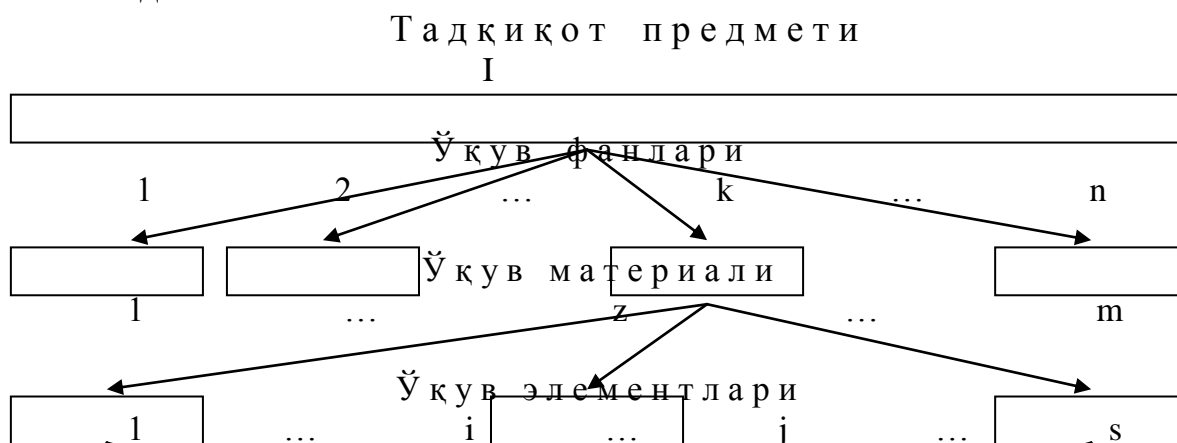 Тадқиқот предмети
I
Ўқув фанлари
1 2 … k … n
Ўқув материали
1 … z … m
Ўқув элементлари
1 … i … j … s